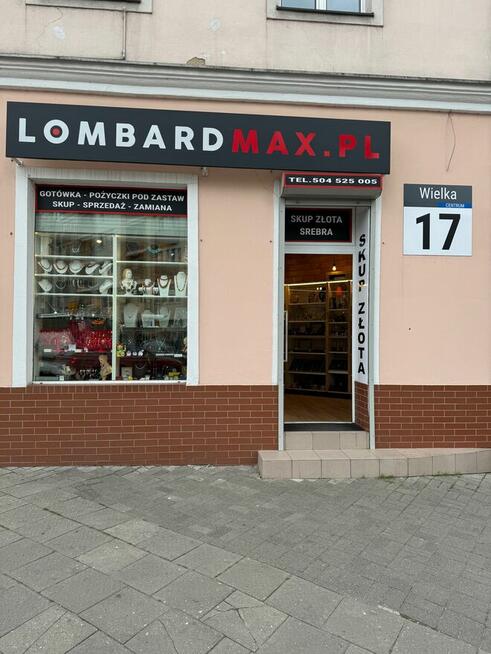 LOMBARDMAX.PL
TEL.504 525 005
GOTÓWKA - POŻYCZKI POD ZASTAW
SKUP - SPRZEDAŻ - ZAMIANA
SKUP ZŁOTA
SREBRA
SKUP ZŁOTA
Wielka
CENTRUM
17